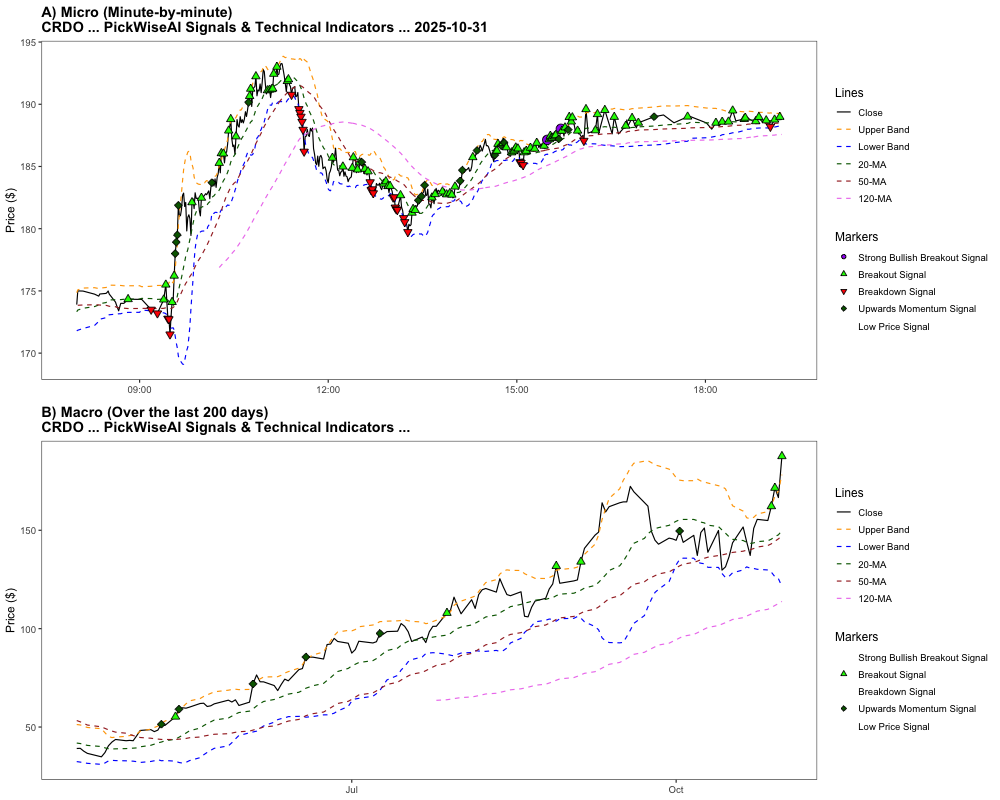 A) Micro (Minute-by-minute)
CRDO ... PickWiseAI Signals & Technical Indicators ... 2025-10-31
Price ($)
195
190
185
180
175
170
09:00
12:00
15:00
18:00
Lines
Close
Upper Band
Lower Band
20-MA
50-MA
120-MA
Markers
Strong Bullish Breakout Signal
Breakout Signal
Breakdown Signal
Upwards Momentum Signal
Low Price Signal
B) Macro (Over the last 200 days)
CRDO ... PickWiseAI Signals & Technical Indicators ...
Price ($)
150
100
50
Jul
Oct
Lines
Close
Upper Band
Lower Band
20-MA
50-MA
120-MA
Markers
Strong Bullish Breakout Signal
Breakout Signal
Breakdown Signal
Upwards Momentum Signal
Low Price Signal